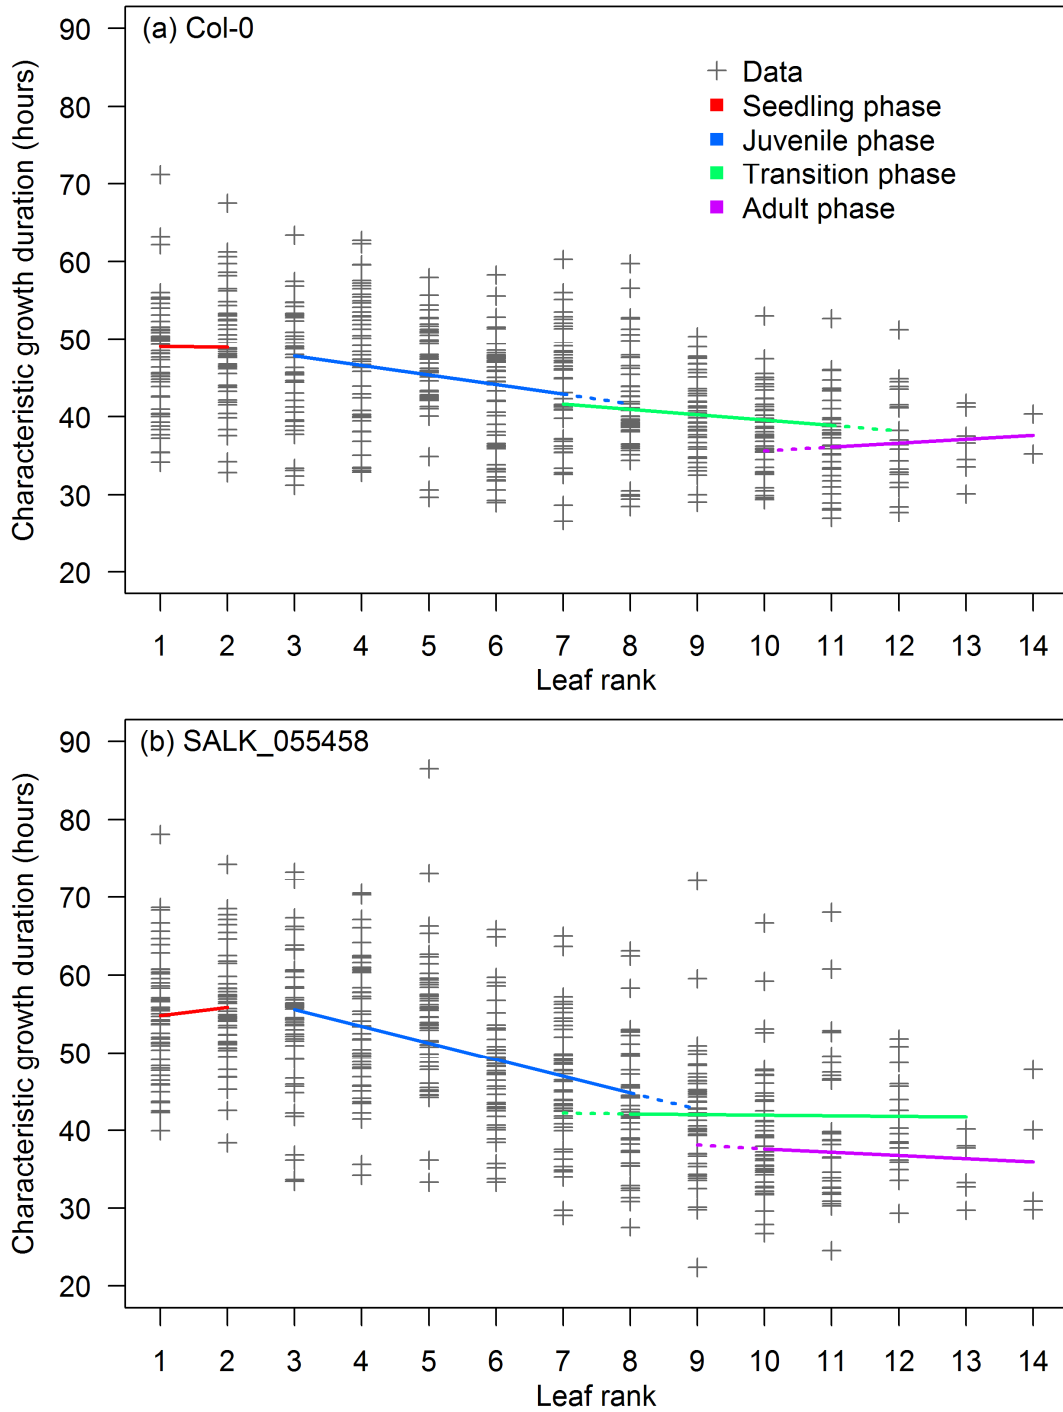 (a) Col-0
Data
Seedling phase
Juvenile phase
Transition phase
Adult phase
Characteristic growth duration (hours)
90
80
70
60
50
40
30
20
1 2 3 4 5 6 7 8 9 10 11 12 13 14
Leaf rank
(b) SALK_055458
Characteristic growth duration (hours)
90
80
70
60
50
40
30
20
1 2 3 4 5 6 7 8 9 10 11 12 13 14
Leaf rank